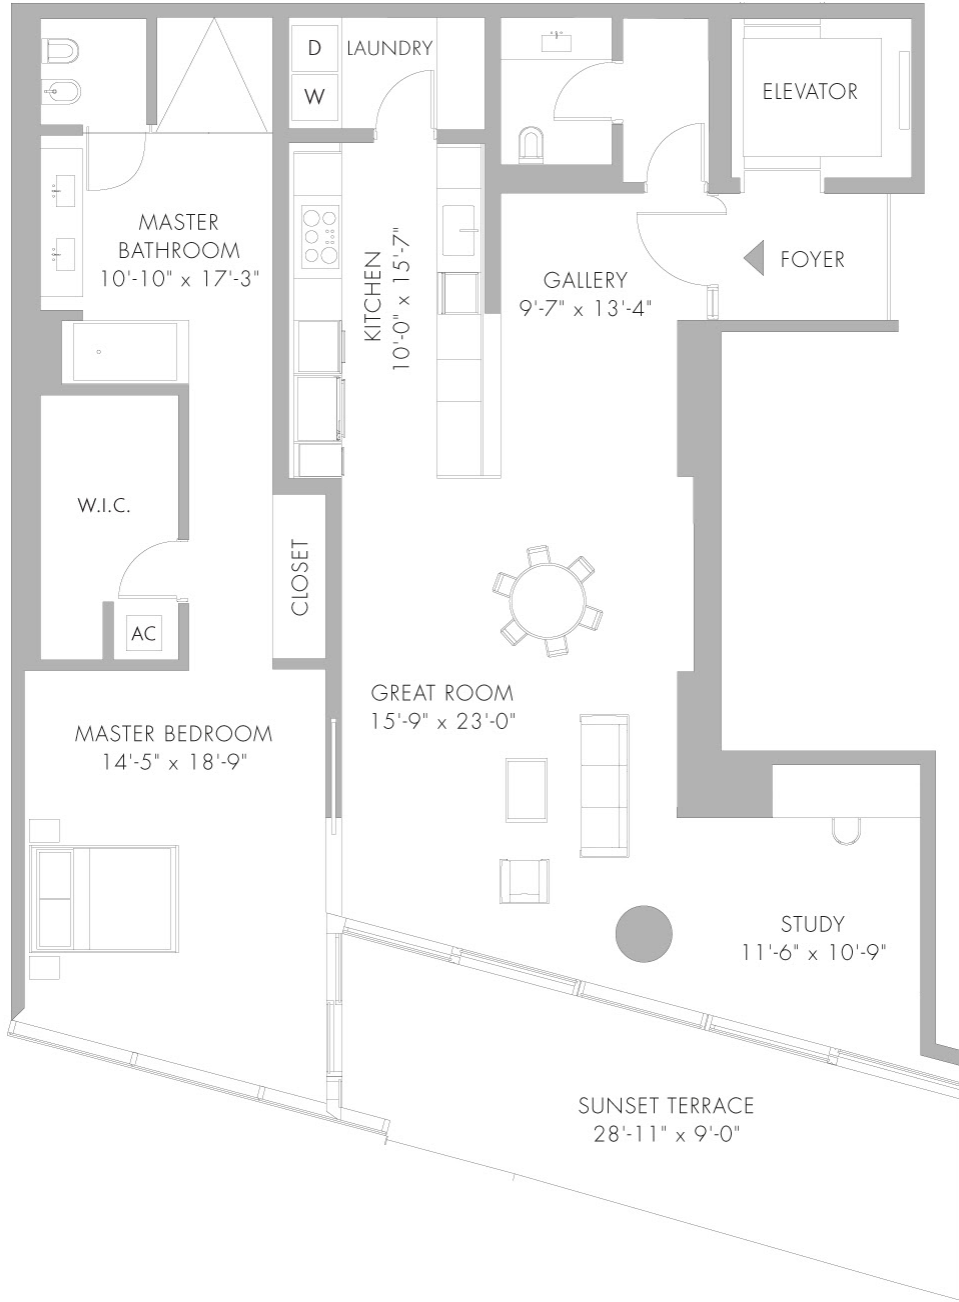 D
LAUNDRY
W
ELEVATOR
MASTER
BATHROOM
10'-10" x 17'-3"
KITCHEN
10'-0" x 15'-7"
GALLERY
9'-7" x 13'-4"
FOYER
W.I.C.
CLOSET
AC
GREAT ROOM
15'-9" x 23'-0"
MASTER BEDROOM
14'-5" x 18'-9"
STUDY
11'-6" x 10'-9"
SUNSET TERRACE
28'-11" x 9'-0"